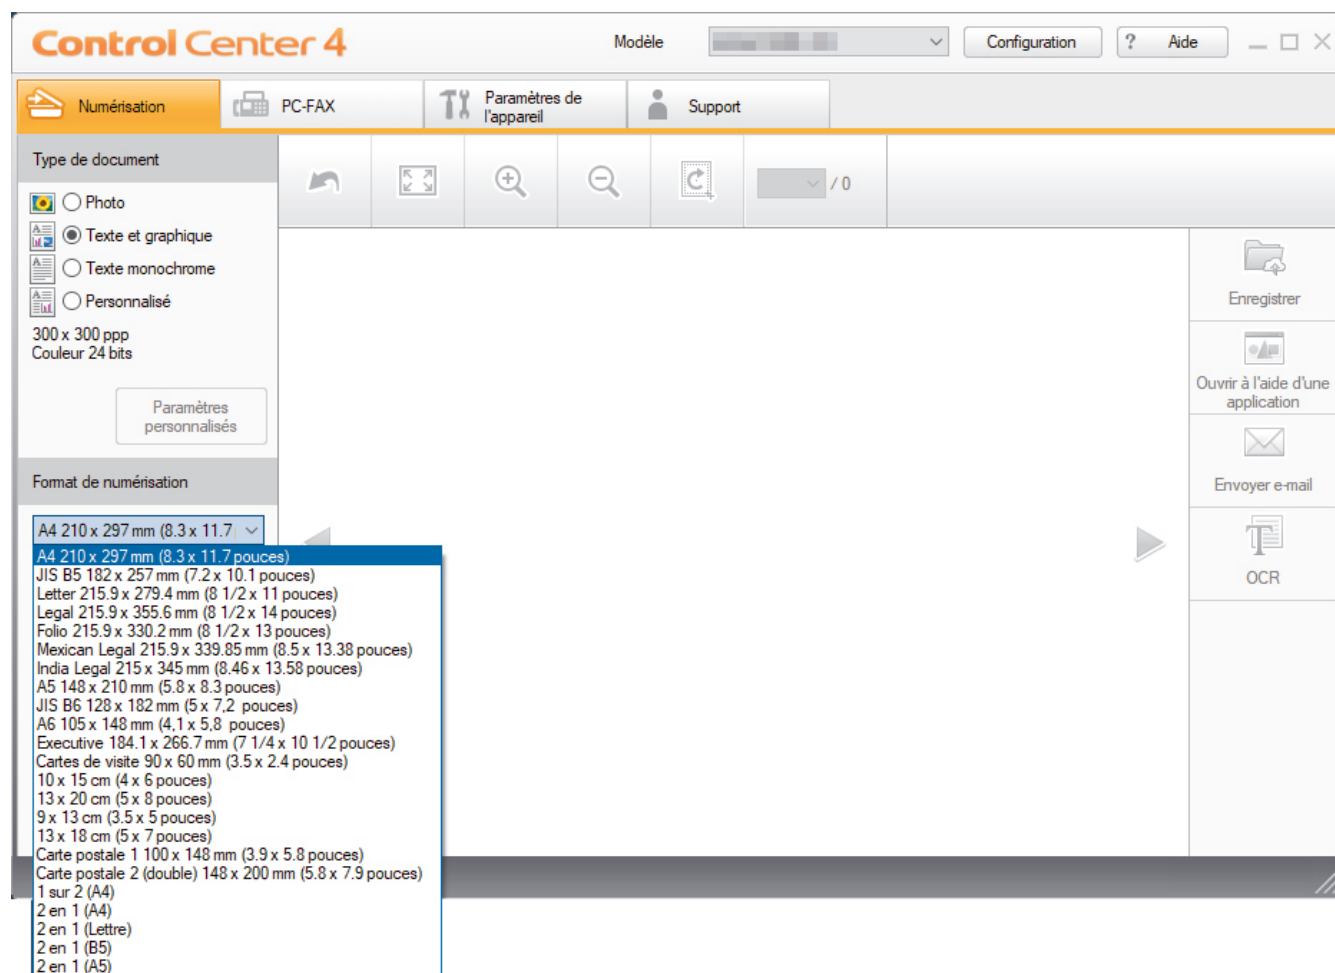 Control Center 4
Modèle
Configuration
? Aide
Numérisation
PC-FAX
Paramètres de
l'appareil
Support
Type de document
Photo
Texte et graphique
Texte monochrome
Personnalisé
300 x 300 ppp
Couleur 24 bits
Paramètres
personnalisés
/ 0
Enregistrer
Ouvrir à l'aide d'une
application
Envoyer e-mail
OCR
Format de numérisation
A4 210 x 297 mm (8.3 x 11.7
A4 210 x 297 mm (8.3 x 11.7 pouces)
JIS B5 182 x 257 mm (7.2 x 10.1 pouces)
Letter 215.9 x 279.4 mm (8 1/2 x 11 pouces)
Legal 215.9 x 355.6 mm (8 1/2 x 14 pouces)
Folio 215.9 x 330.2 mm (8 1/2 x 13 pouces)
Mexican Legal 215.9 x 339.85 mm (8.5 x 13.38 pouces)
India Legal 215 x 345 mm (8.46 x 13.58 pouces)
A5 148 x 210 mm (5.8 x 8.3 pouces)
JIS B6 128 x 182 mm (5 x 7,2 pouces)
A6 105 x 148 mm (4,1 x 5,8 pouces)
Executive 184.1 x 266.7 mm (7 1/4 x 10 1/2 pouces)
Cartes de visite 90 x 60 mm (3.5 x 2.4 pouces)
10 x 15 cm (4 x 6 pouces)
13 x 20 cm (5 x 8 pouces)
9 x 13 cm (3.5 x 5 pouces)
13 x 18 cm (5 x 7 pouces)
Carte postale 1 100 x 148 mm (3.9 x 5.8 pouces)
Carte postale 2 (double) 148 x 200 mm (5.8 x 7.9 pouces)
1 sur 2 (A4)
2 en 1 (A4)
2 en 1 (Lettre)
2 en 1 (B5)
2 en 1 (A5)